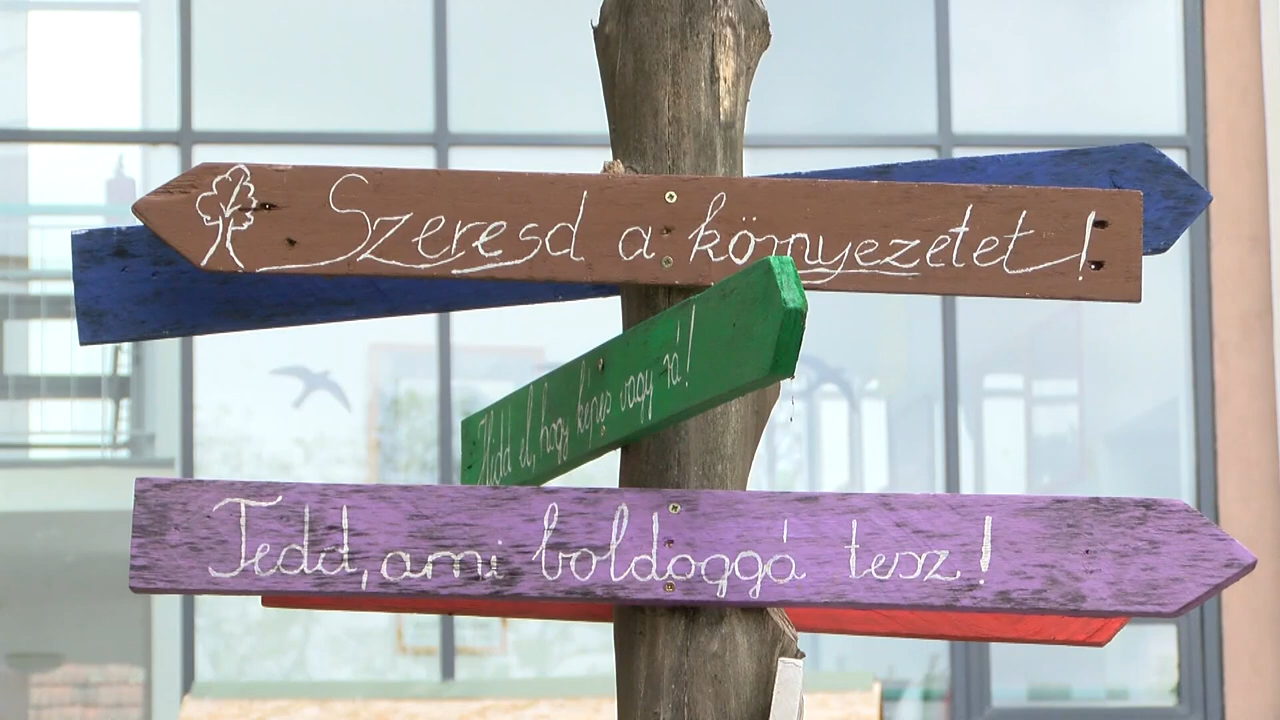 Szeresd a környezetet!
Hidd el, hogy képes vagy rá!
Tedd, ami boldoggá tesz!